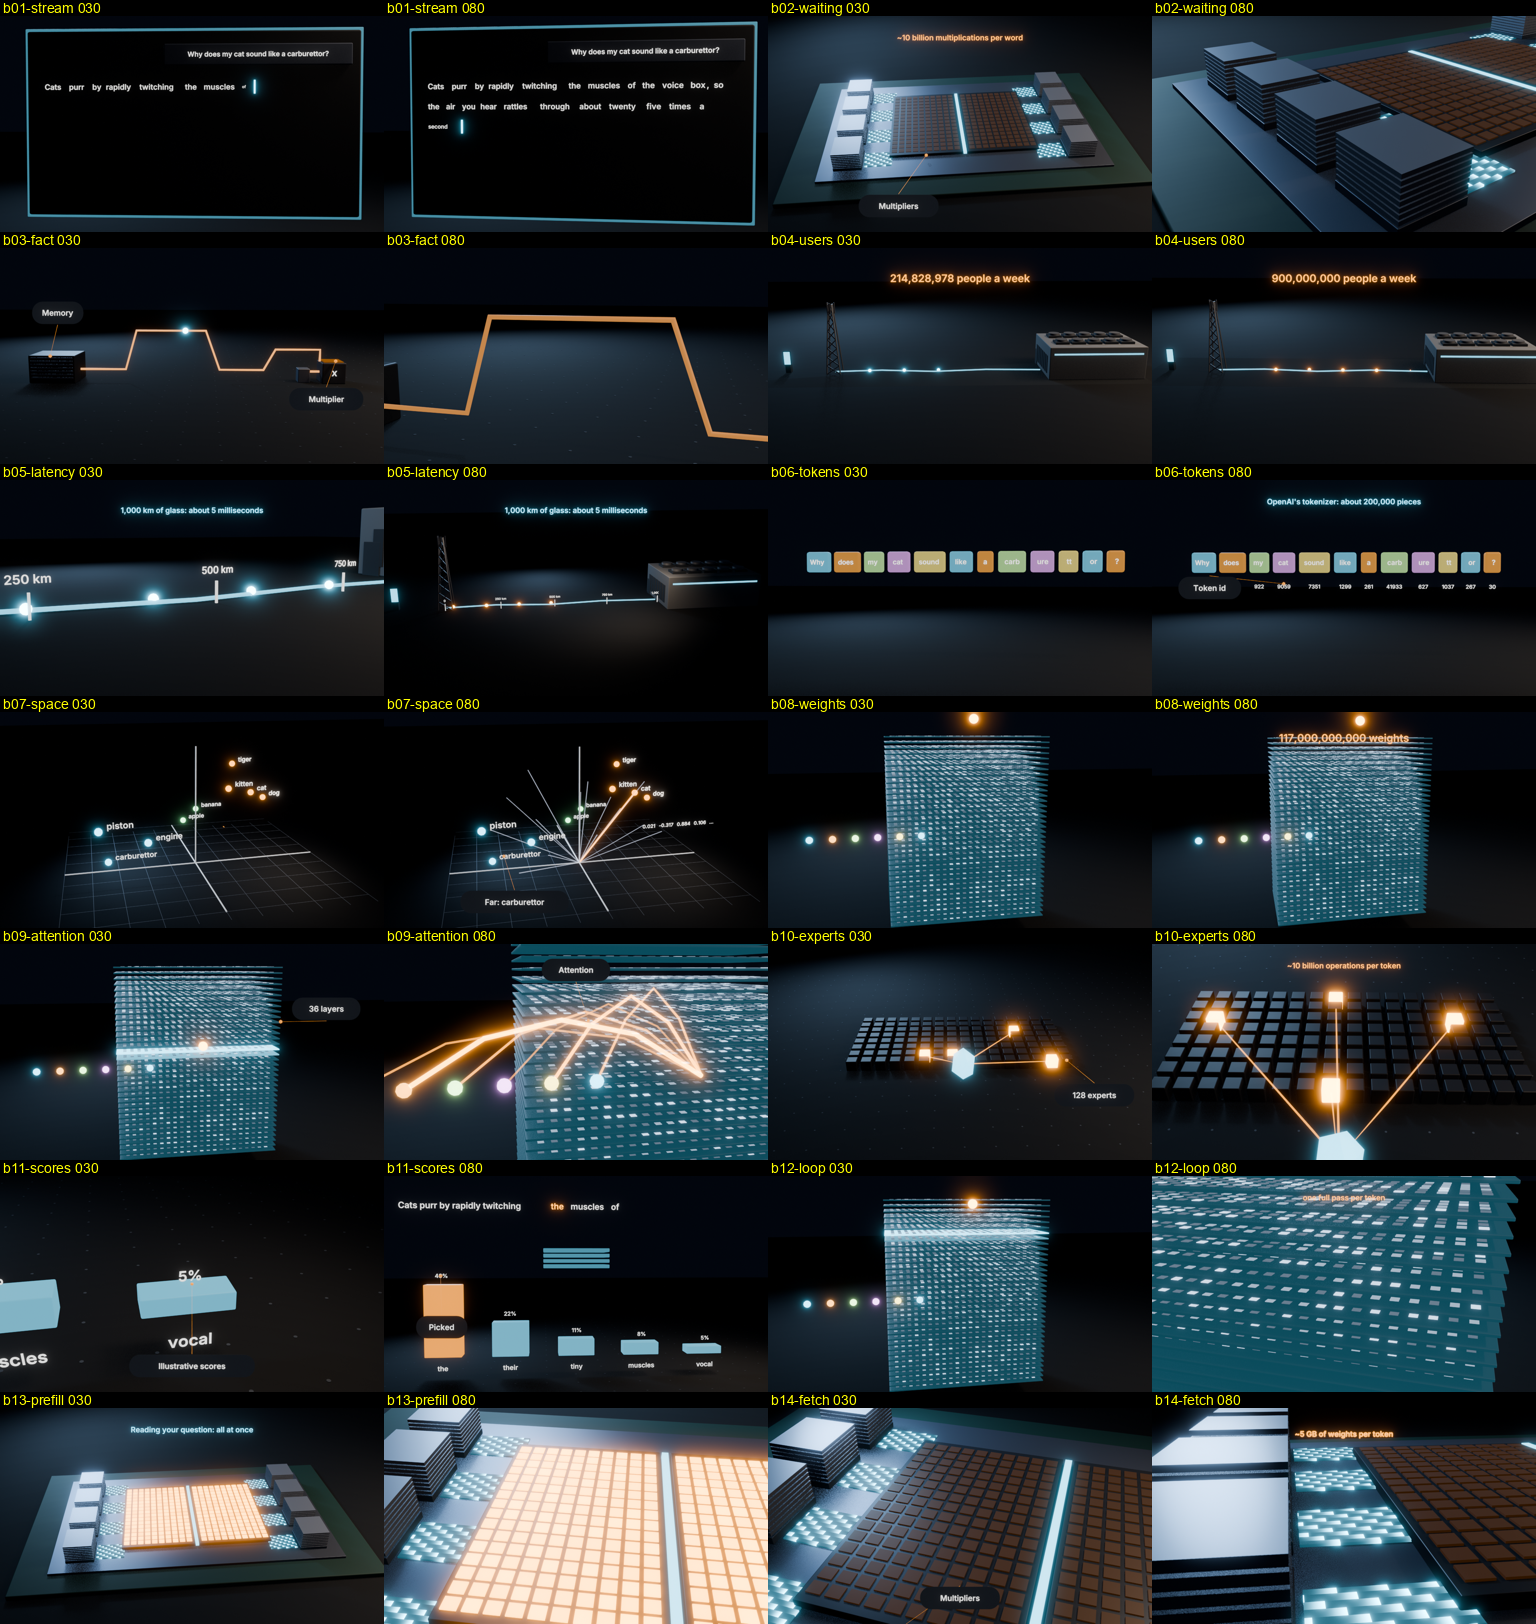 b01-stream 030
Why does my cat sound like a carburettor?
Cats purr by rapidly twitching the muscles of
b01-stream 080
Why does my cat sound like a carburettor?
Cats purr by rapidly twitching the muscles of the voice box, so
the air you hear rattles through about twenty five times a
second
b02-waiting 030
~10 billion multiplications per word
Multipliers
b02-waiting 080
b03-fact 030
Memory
X
Multiplier
b03-fact 080
b04-users 030
214,828,978 people a week
b04-users 080
900,000,000 people a week
b05-latency 030
1,000 km of glass: about 5 milliseconds
250 km
500 km
750 km
b05-latency 080
1,000 km of glass: about 5 milliseconds
b06-tokens 030
Why does my cat sound like a carb ure tt or ?
b06-tokens 080
OpenAI's tokenizer: about 200,000 pieces
Why does my cat sound like a carb ure tt or ?
Token id
922 9059 7351 1299 261 41933 627 1037 267 30
b07-space 030
tiger
kitten
cat
dog
banana
apple
piston
engine
carburettor
b07-space 080
tiger
kitten
cat
dog
banana
apple
piston
engine
0.021 -0.317 0.884 0.106
carburettor
Far: carburettor
b08-weights 030
b08-weights 080
117,000,000,000 weights
b09-attention 030
36 layers
b09-attention 080
Attention
b10-experts 030
128 experts
b10-experts 080
~10 billion operations per token
b11-scores 030
5%
vocal
scles
Illustrative scores
b11-scores 080
Cats purr by rapidly twitching the muscles of
48%
22%
11%
8%
5%
Picked
the
their
tiny
muscles
vocal
b12-loop 030
b12-loop 080
one full pass per token
b13-prefill 030
Reading your question: all at once
b13-prefill 080
b14-fetch 030
Multipliers
b14-fetch 080
~5 GB of weights per token